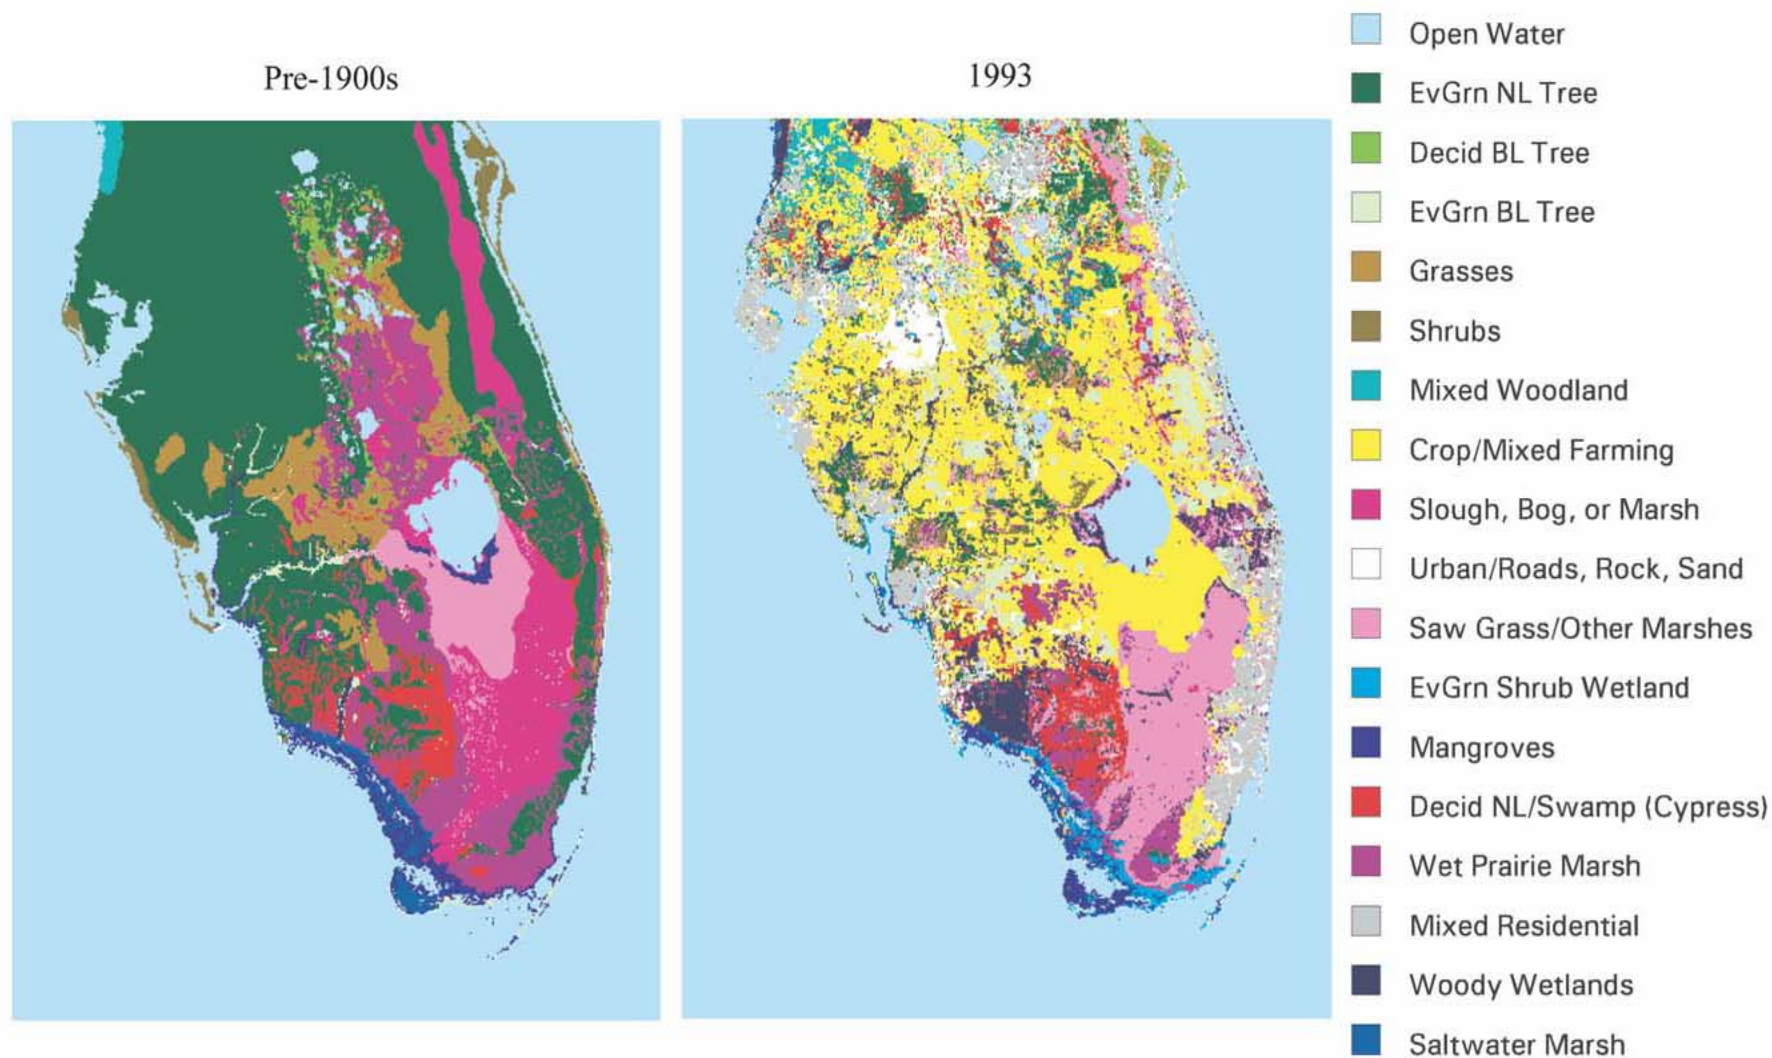 Pre-1900s
1993
Open Water
EvGrn NL Tree
Decid BL Tree
EvGrn BL Tree
Grasses
Shrubs
Mixed Woodland
Crop/Mixed Farming
Slough, Bog, or Marsh
Urban/Roads, Rock, Sand
Saw Grass/Other Marshes
EvGrn Shrub Wetland
Mangroves
Decid NL/Swamp (Cypress)
Wet Prairie Marsh
Mixed Residential
Woody Wetlands
Saltwater Marsh